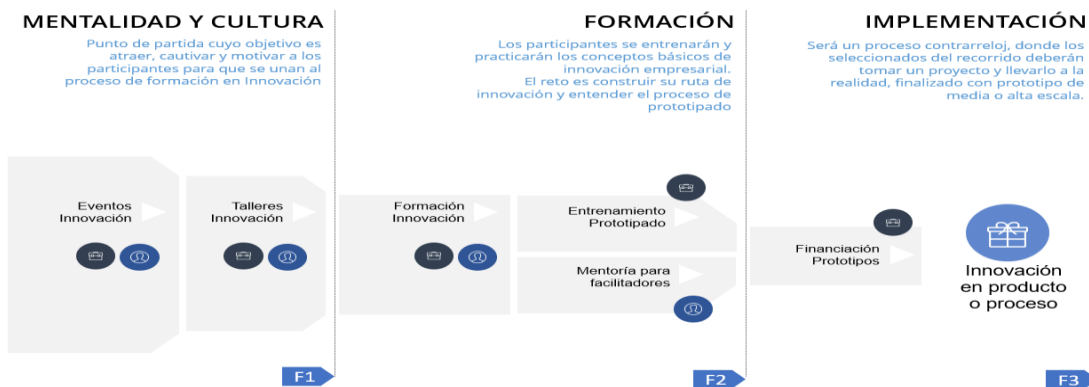 MENTALIDAD Y CULTURA
Punto de partida cuyo objetivo es
atraer, cautivar y motivar a los
participantes para que se unan al
proceso de formación en Innovación
Eventos
Innovación
Talleres
Innovación
F1
FORMACIÓN
Los participantes se entrenarán y
practicarán los conceptos básicos de
innovación empresarial.
El reto es construir su ruta de
innovación y entender el proceso de
prototipado
Formación
Innovación
Entrenamiento
Prototipado
Mentoría para
facilitadores
F2
IMPLEMENTACIÓN
Será un proceso contrarreloj, donde los
seleccionados del recorrido deberán
tomar un proyecto y llevarlo a la
realidad, finalizado con prototipo de
media o alta escala.
Financiación
Prototipos
Innovación
en producto
o proceso
F3